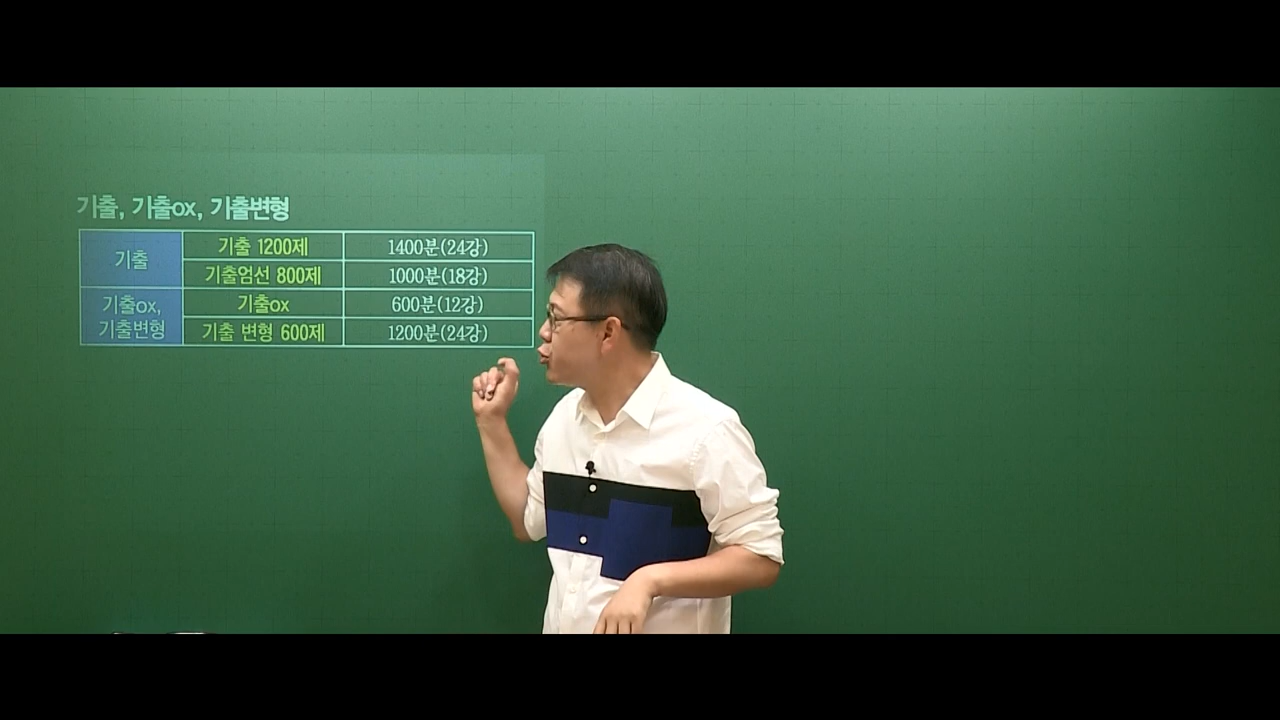 기출, 기출ox, 기출변형
기출
기출 1200제 1400분(24강)
기출엄선 800제 1000분(18강)
기출ox,
기출변형
기출ox 600분(12강)
기출 변형 600제 1200분(24강)